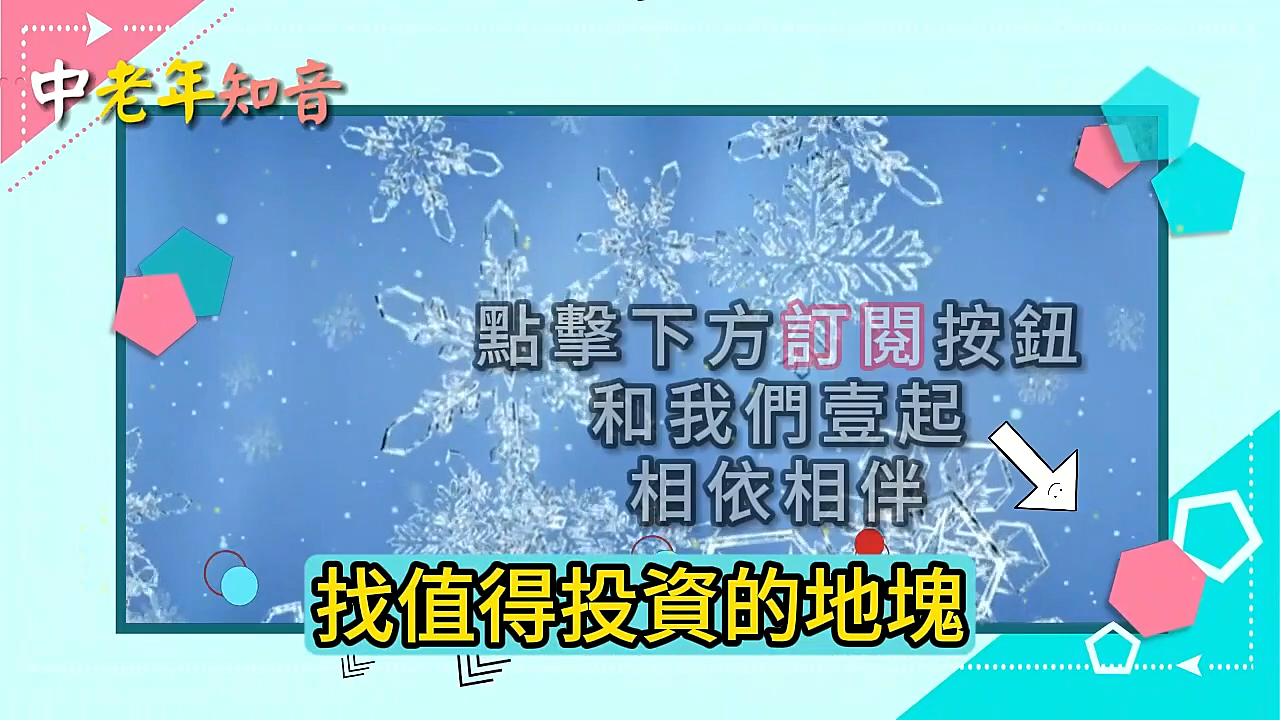 中老年知音
點擊下方訂閱按鈕
和我們壹起
相依相伴
找值得投資的地塊